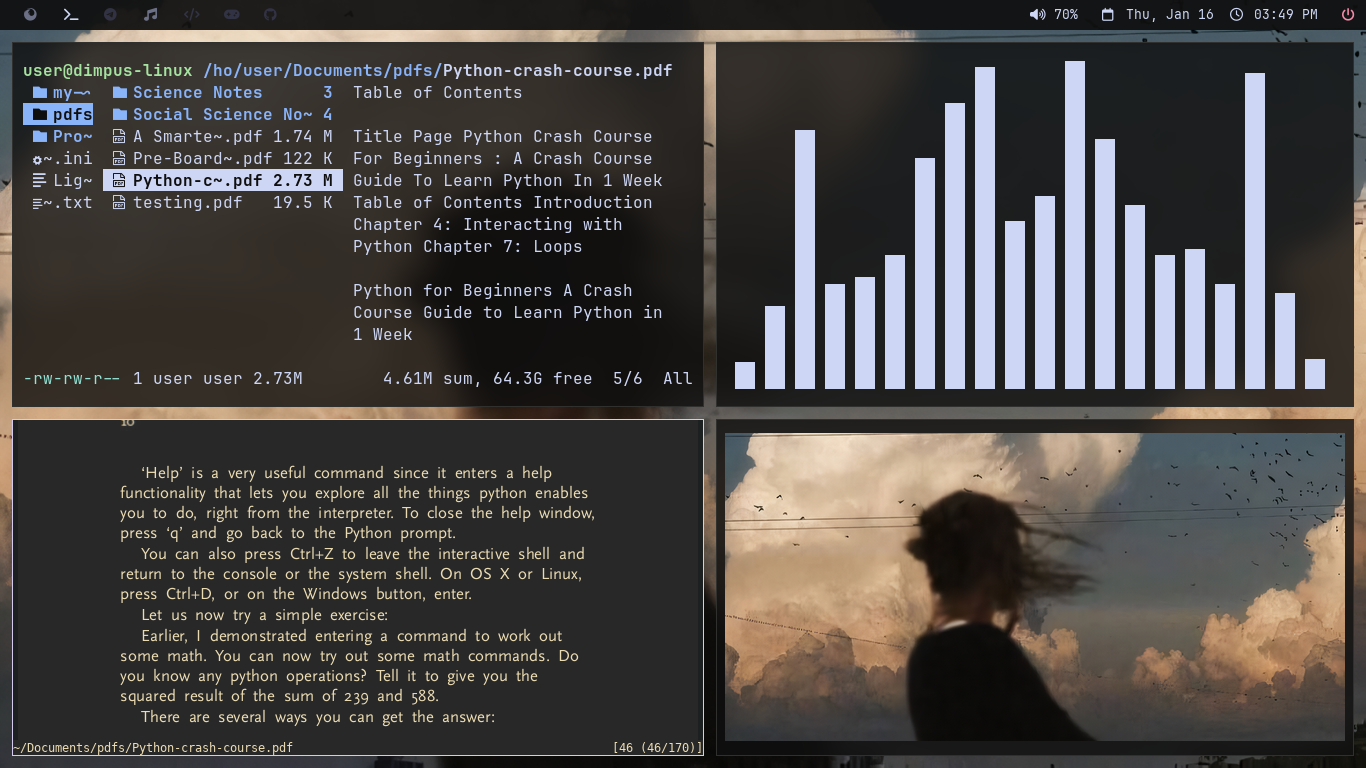 70% Thu, Jan 16 03:49 PM
user@dimpus-linux /ho/user/Documents/pdfs/Python-crash-course.pdf
my-~ Science Notes 3 Table of Contents
pdfs Social Science No~ 4
Pro~ A Smarte~.pdf 1.74 M Title Page Python Crash Course
~.ini Pre-Board~.pdf 122 K For Beginners : A Crash Course
Lig~ Python-c~.pdf 2.73 M Guide To Learn Python In 1 Week
~.txt testing.pdf 19.5 K Table of Contents Introduction
Chapter 4: Interacting with
Python Chapter 7: Loops
Python for Beginners A Crash
Course Guide to Learn Python in
1 Week
-rw-rw-r-- 1 user user 2.73M 4.61M sum, 64.3G free 5/6 All
‘Help’ is a very useful command since it enters a help
functionality that lets you explore all the things python enables
you to do, right from the interpreter. To close the help window,
press ‘q’ and go back to the Python prompt.
You can also press Ctrl+Z to leave the interactive shell and
return to the console or the system shell. On OS X or Linux,
press Ctrl+D, or on the Windows button, enter.
Let us now try a simple exercise:
Earlier, I demonstrated entering a command to work out
some math. You can now try out some math commands. Do
you know any python operations? Tell it to give you the
squared result of the sum of 239 and 588.
There are several ways you can get the answer:
~/Documents/pdfs/Python-crash-course.pdf [46 (46/170)]